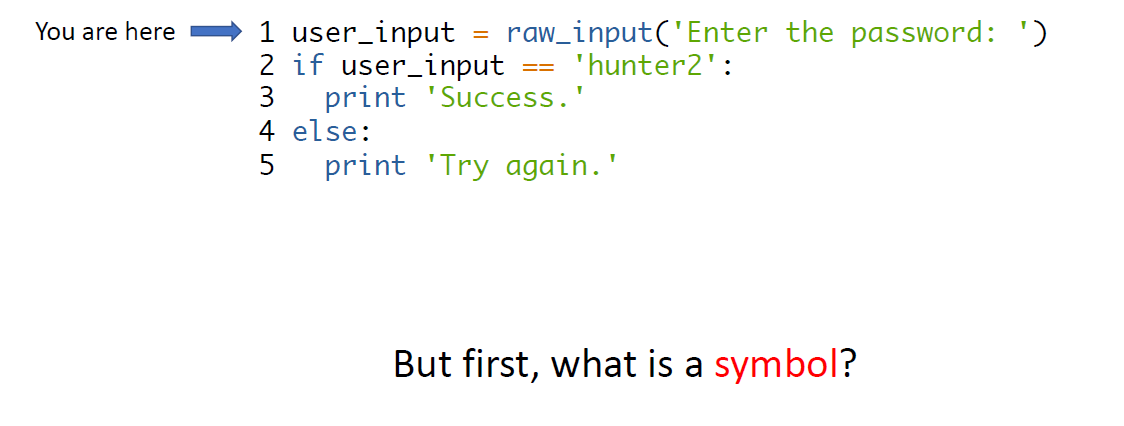 You are here
1 user_input = raw_input('Enter the password: ')
2 if user_input == 'hunter2':
3   print 'Success.'
4 else:
5   print 'Try again.'
But first, what is a symbol?